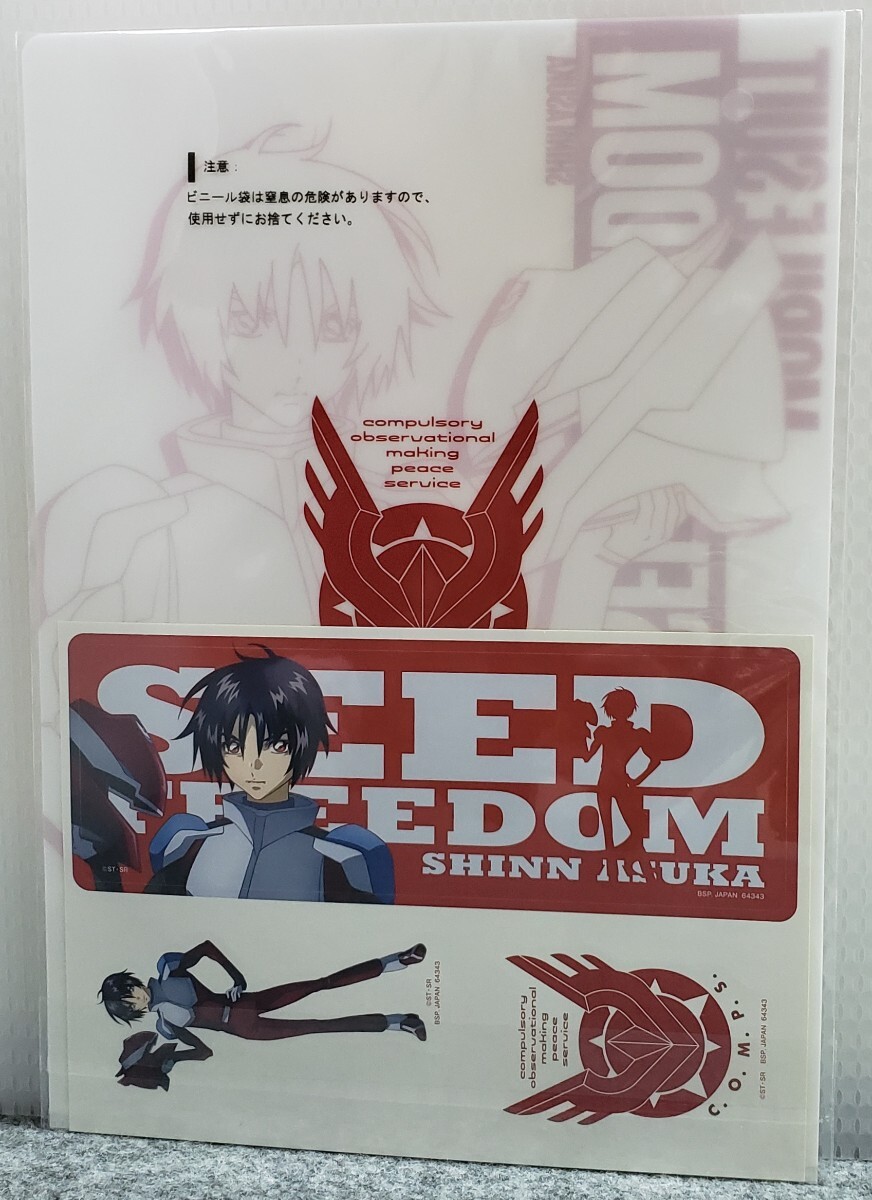 注意:
ビニール袋は窒息の危険がありますので、
使用せずにお捨てください。
compulsory
observational
making
peace
service
SEED
FREEDOM
SHINN ASUKA
©ST・SR
BSP, JAPAN 64343
©ST・SR
BSP, JAPAN 64343
compulsory
observational
making
peace
service
C. O. M. P. S.
©ST・SR BSP, JAPAN 64343